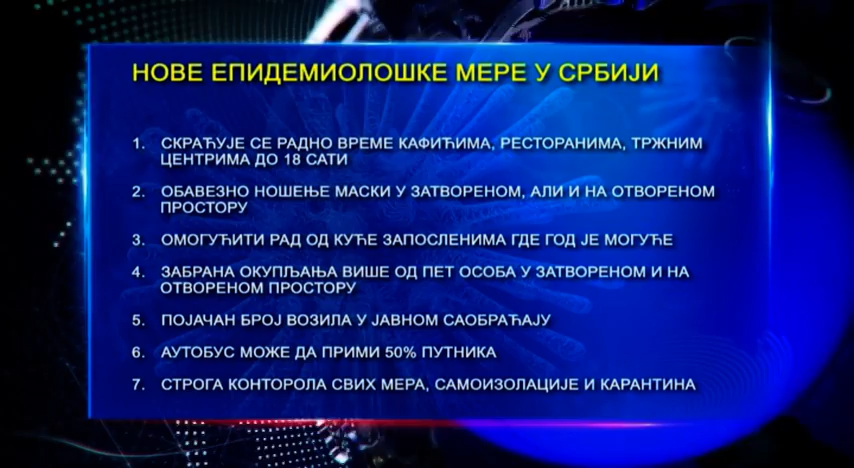 НОВЕ ЕПИДЕМИОЛОШКЕ МЕРЕ У СРБИЈИ
1. СКРАЋУЈЕ СЕ РАДНО ВРЕМЕ КАФИЋИМА, РЕСТОРАНИМА, ТРЖНИМ
ЦЕНТРИМА ДО 18 САТИ
2. ОБАВЕЗНО НОШЕЊЕ МАСКИ У ЗАТВОРЕНОМ, АЛИ И НА ОТВОРЕНОМ
ПРОСТОРУ
3. ОМОГУЋИТИ РАД ОД КУЋЕ ЗАПОСЛЕНИМА ГДЕ ГОД ЈЕ МОГУЋЕ
4. ЗАБРАНА ОКУПЉАЊА ВИШЕ ОД ПЕТ ОСОБА У ЗАТВОРЕНОМ И НА
ОТВОРЕНОМ ПРОСТОРУ
5. ПОЈАЧАН БРОЈ ВОЗИЛА У ЈАВНОМ САОБРАЋАЈУ
6. АУТОБУС МОЖЕ ДА ПРИМИ 50% ПУТНИКА
7. СТРОГА КОНТОРОЛА СВИХ МЕРА, САМОИЗОЛАЦИЈЕ И КАРАНТИНА